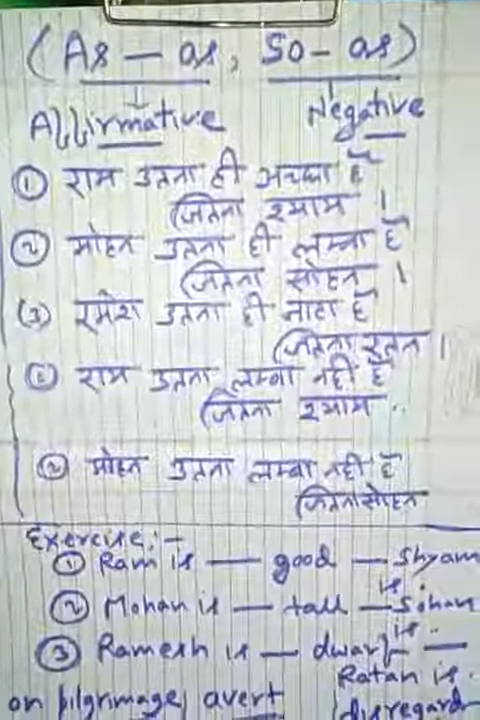 (As - as, So - as)
Affirmative Negative
① राम उतना ही अच्छा है
जितना श्याम ।
② मोहन उतना ही लम्बा है
जितना सोहन ।
(3) रमेश उतना ही नाटा है
जितना रतन ।
① राम उतना लम्बा नहीं है
जितना श्याम ..
② मोहन उतना लम्बा नहीं है
जितना सोहन
Exercise:-
① Ram is — good — Shyam
is.
② Mohan is — tall — Sohan
is..
③ Ramesh is — dwarf —
Ratan is.
on pilgrimage, avert disregard